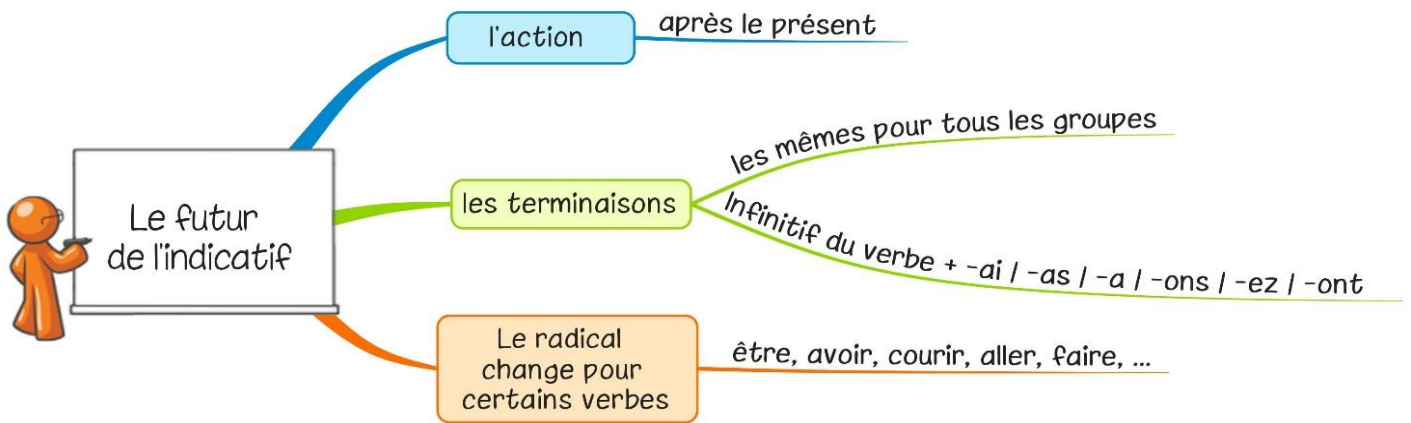 l'action
après le présent
les mêmes pour tous les groupes
Le futur
de l'indicatif
les terminaisons
Infinitif du verbe + -ai / -as / -a / -ons / -ez / -ont
Le radical
change pour
certains verbes
être, avoir, courir, aller, faire, ...